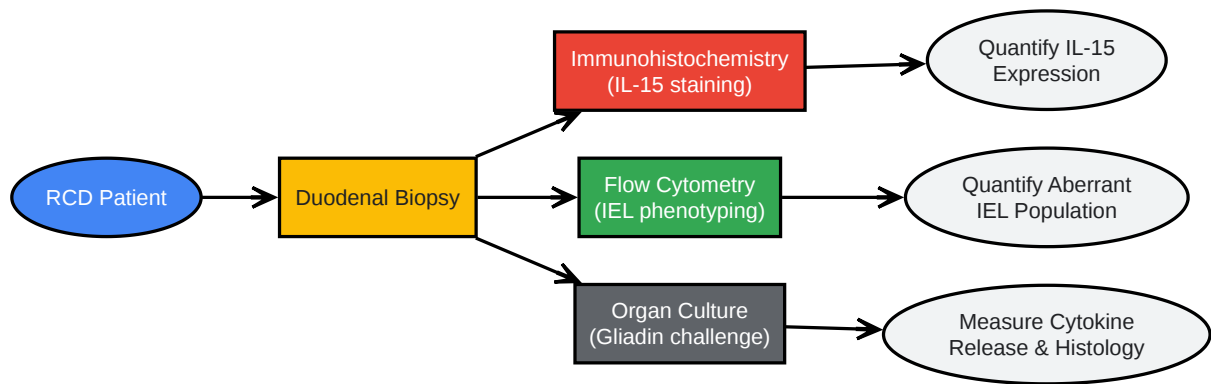 RCD Patient
Duodenal Biopsy
Immunohistochemistry
(IL-15 staining)
Quantify IL-15
Expression
Flow Cytometry
(IEL phenotyping)
Quantify Aberrant
IEL Population
Organ Culture
(Gliadin challenge)
Measure Cytokine
Release & Histology